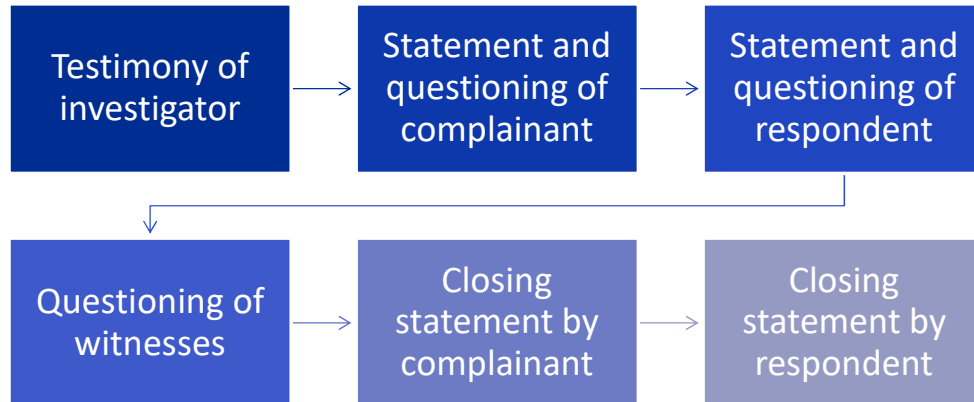 Testimony of
investigator
Statement and
questioning of
complainant
Statement and
questioning of
respondent
Questioning of
witnesses
Closing
statement by
complainant
Closing
statement by
respondent